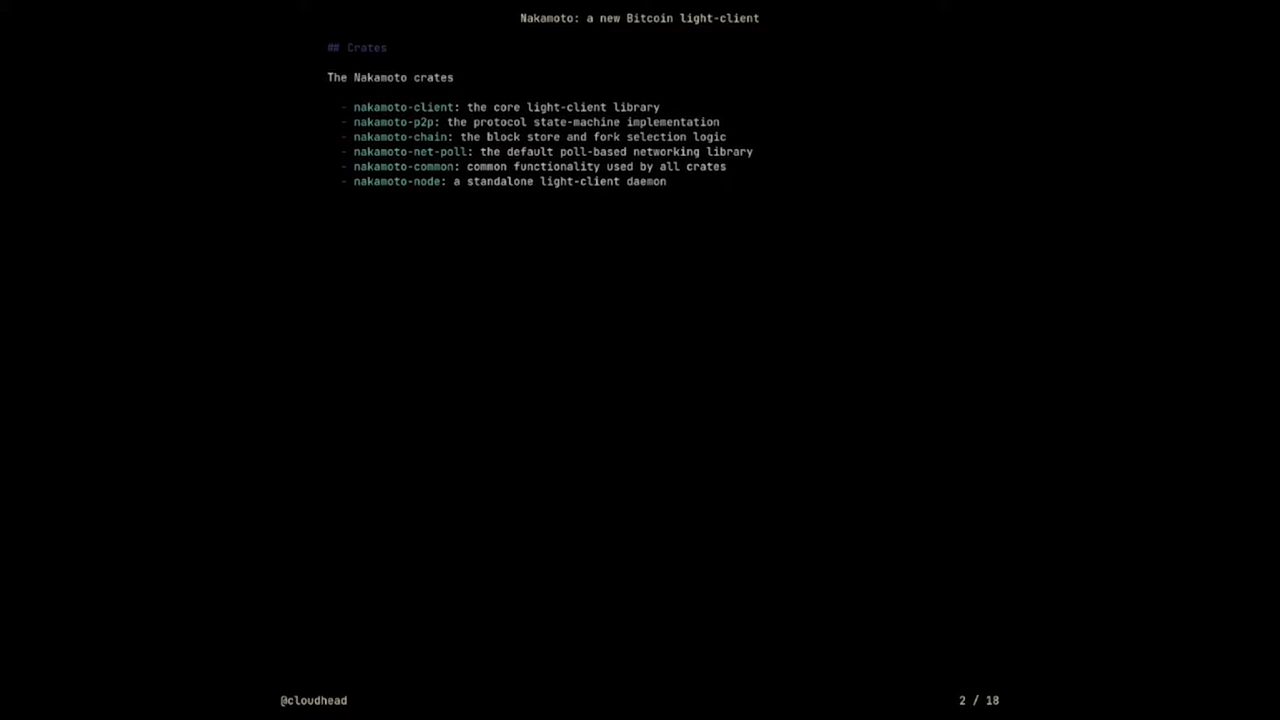 Nakamoto: a new Bitcoin light-client
## Crates
The Nakamoto crates
- nakamoto-client: the core light-client library
- nakamoto-p2p: the protocol state-machine implementation
- nakamoto-chain: the block store and fork selection logic
- nakamoto-net-poll: the default poll-based networking library
- nakamoto-common: common functionality used by all crates
- nakamoto-node: a standalone light-client daemon
@cloudhead
2 / 18